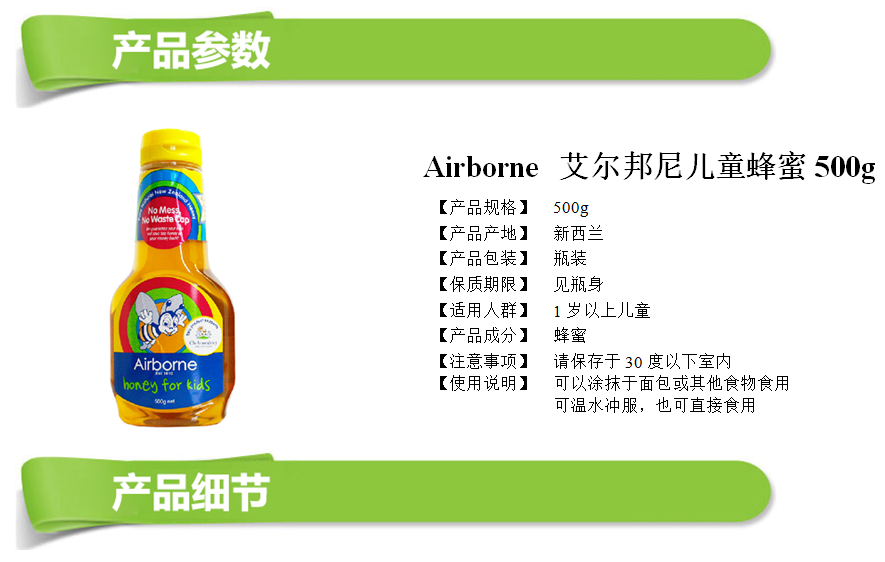 产品参数
Airborne 艾尔邦尼儿童蜂蜜 500g
【产品规格】 500g
【产品产地】 新西兰
【产品包装】 瓶装
【保质期限】 见瓶身
【适用人群】 1 岁以上儿童
【产品成分】 蜂蜜
【注意事项】 请保存于 30 度以下室内
【使用说明】 可以涂抹于面包或其他食物食用
可温水冲服，也可直接食用
New Zealand Honey
No Mess,
No Waste Cap
Airborne
honey for kids
500g net
产品细节